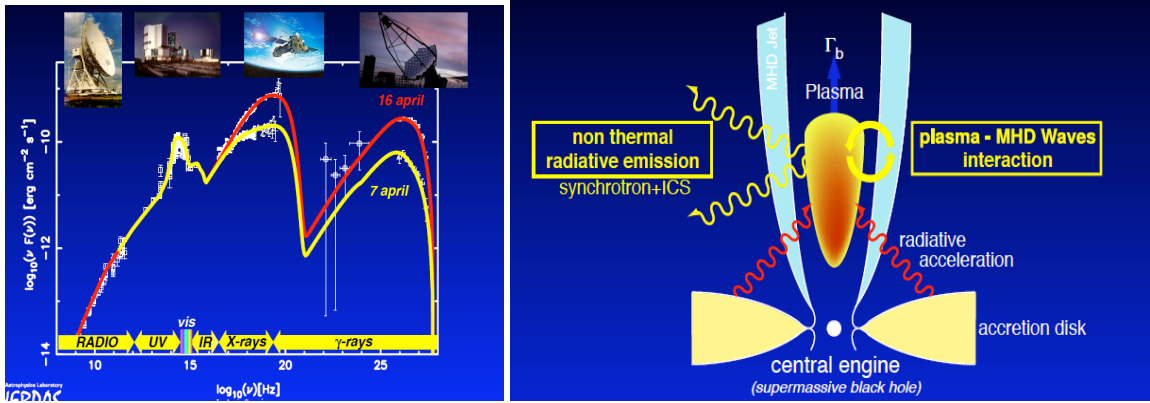 16 april
7 april
log₁₀(ν F(ν)) [erg cm⁻² s⁻¹]
-10
-12
-14
vis
RADIO UV IR X-rays γ-rays
10 15 20 25
log₁₀(ν)[Hz]
Astrophysics Laboratory
MHD Jet
Γb
Plasma
non thermal
radiative emission
synchrotron+ICS
plasma - MHD Waves
interaction
radiative
acceleration
accretion disk
central engine
(supermassive black hole)